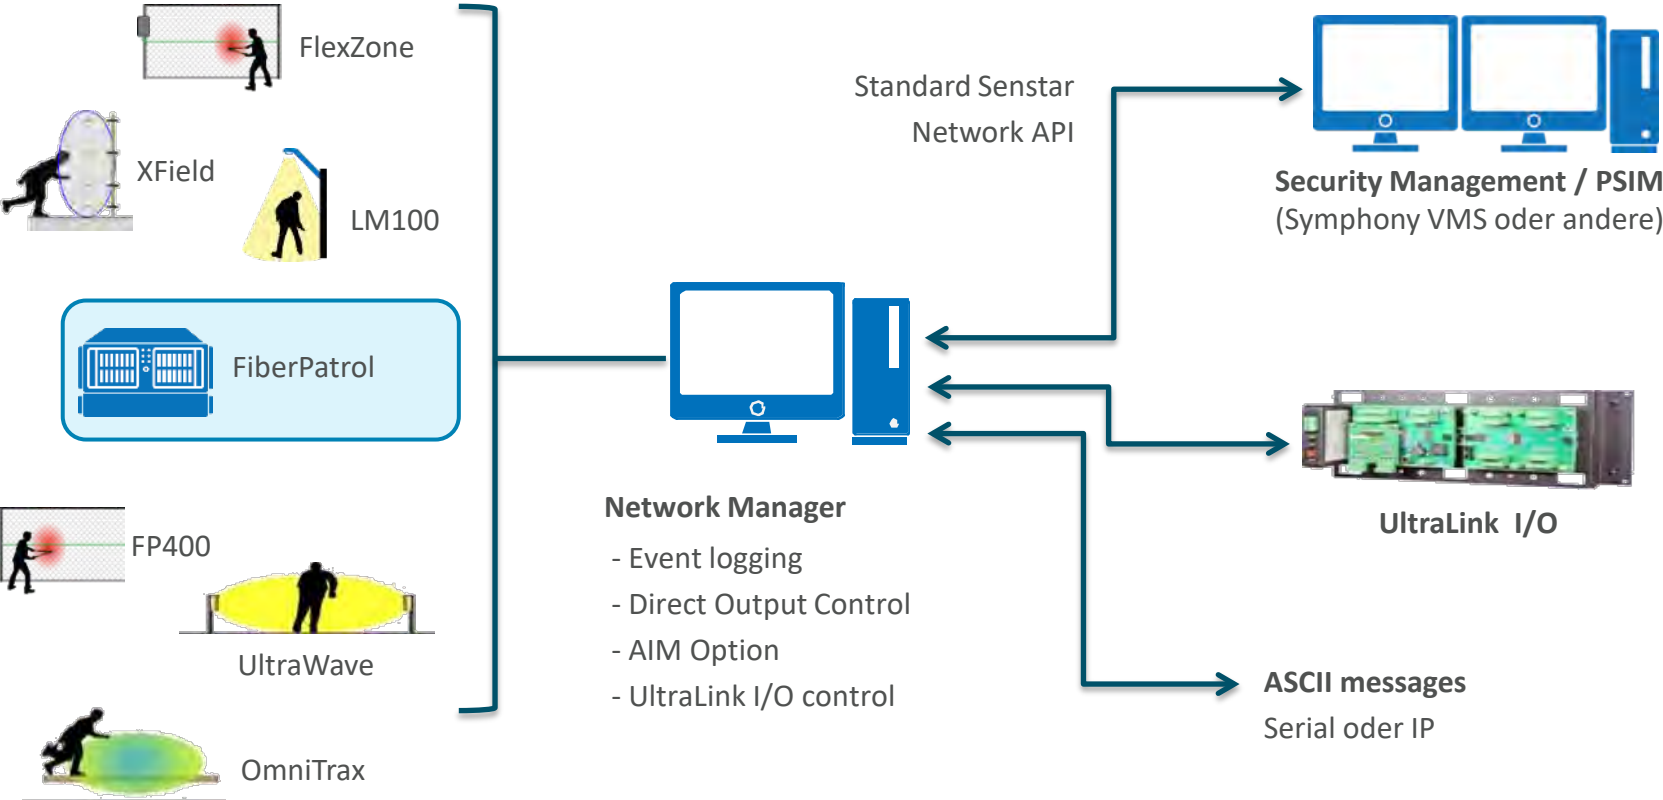 FlexZone
XField
LM100
FiberPatrol
FP400
UltraWave
OmniTrax
Network Manager
- Event logging
- Direct Output Control
- AIM Option
- UltraLink I/O control
Standard Senstar
Network API
Security Management / PSIM
(Symphony VMS oder andere)
UltraLink I/O
ASCII messages
Serial oder IP